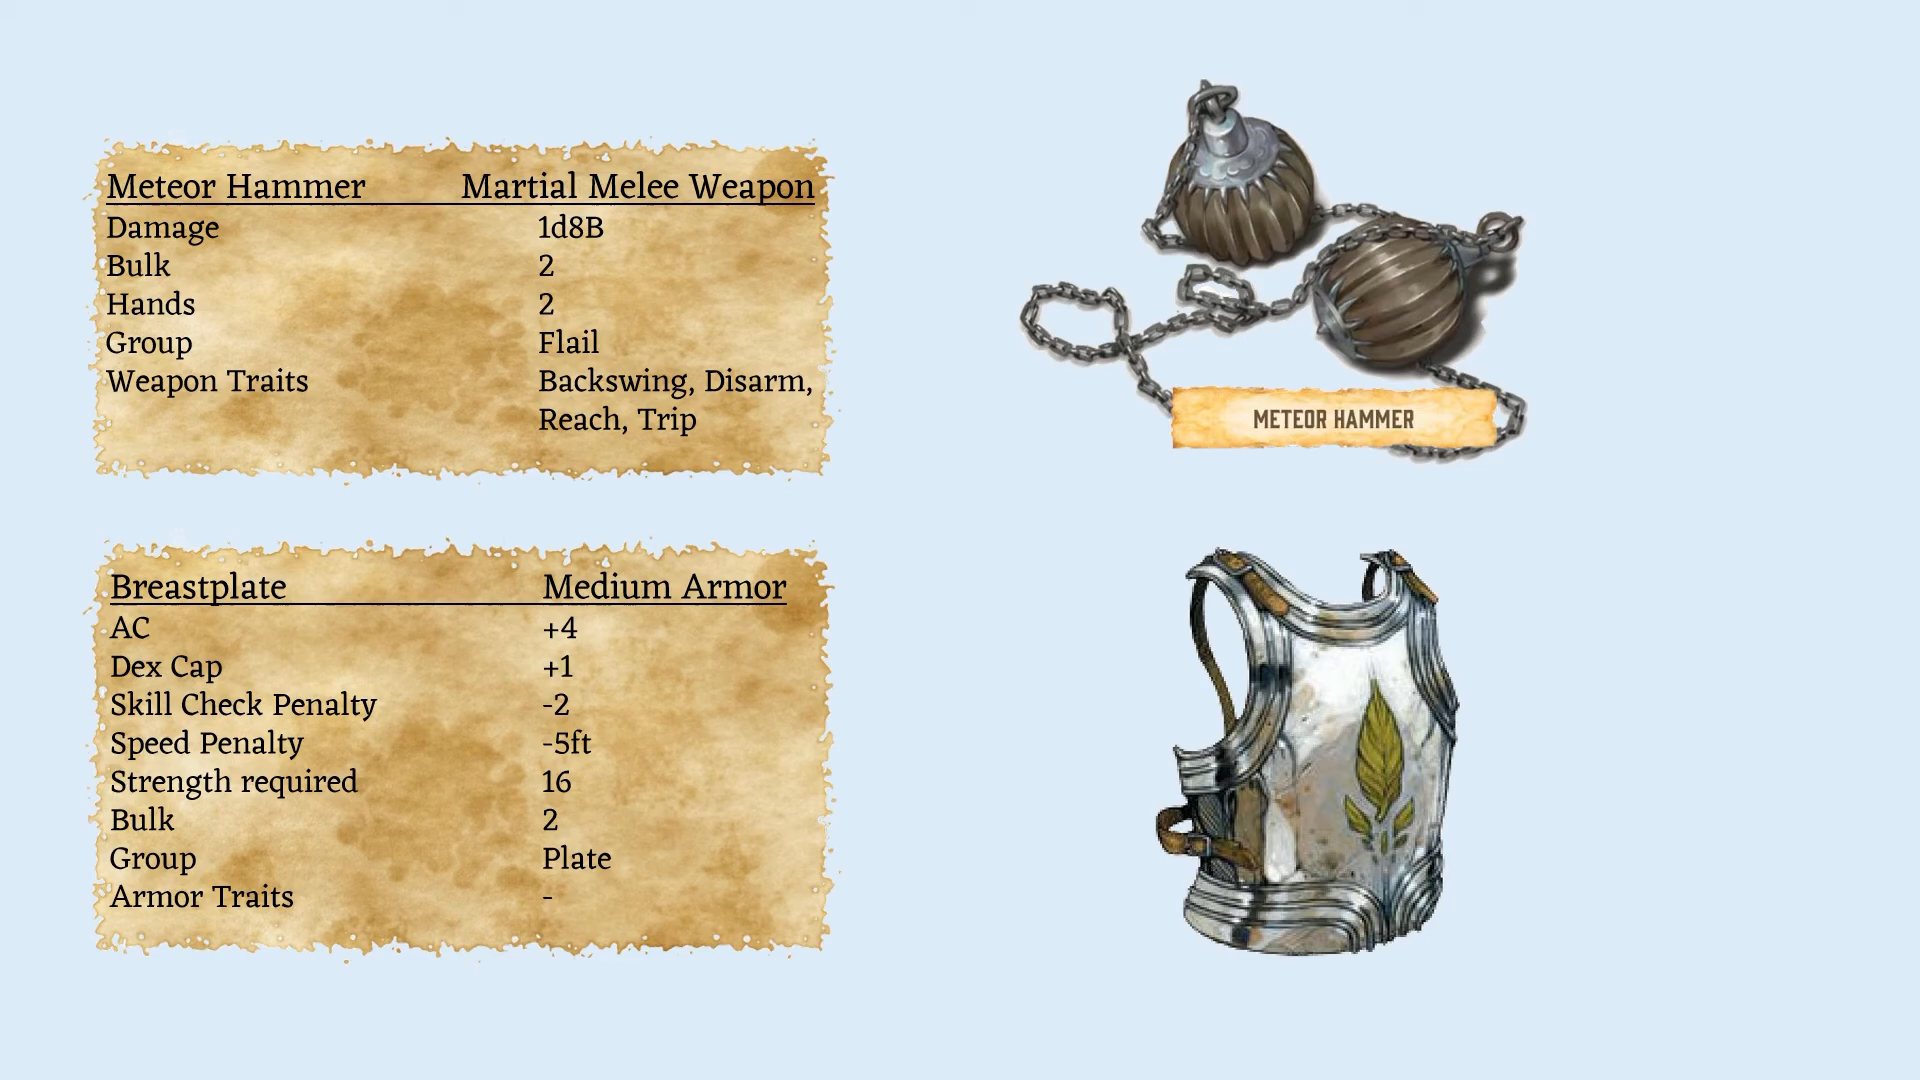 Meteor Hammer Martial Melee Weapon
Damage 1d8B
Bulk 2
Hands 2
Group Flail
Weapon Traits Backswing, Disarm,
Reach, Trip
METEOR HAMMER
Breastplate Medium Armor
AC +4
Dex Cap +1
Skill Check Penalty -2
Speed Penalty -5ft
Strength required 16
Bulk 2
Group Plate
Armor Traits -